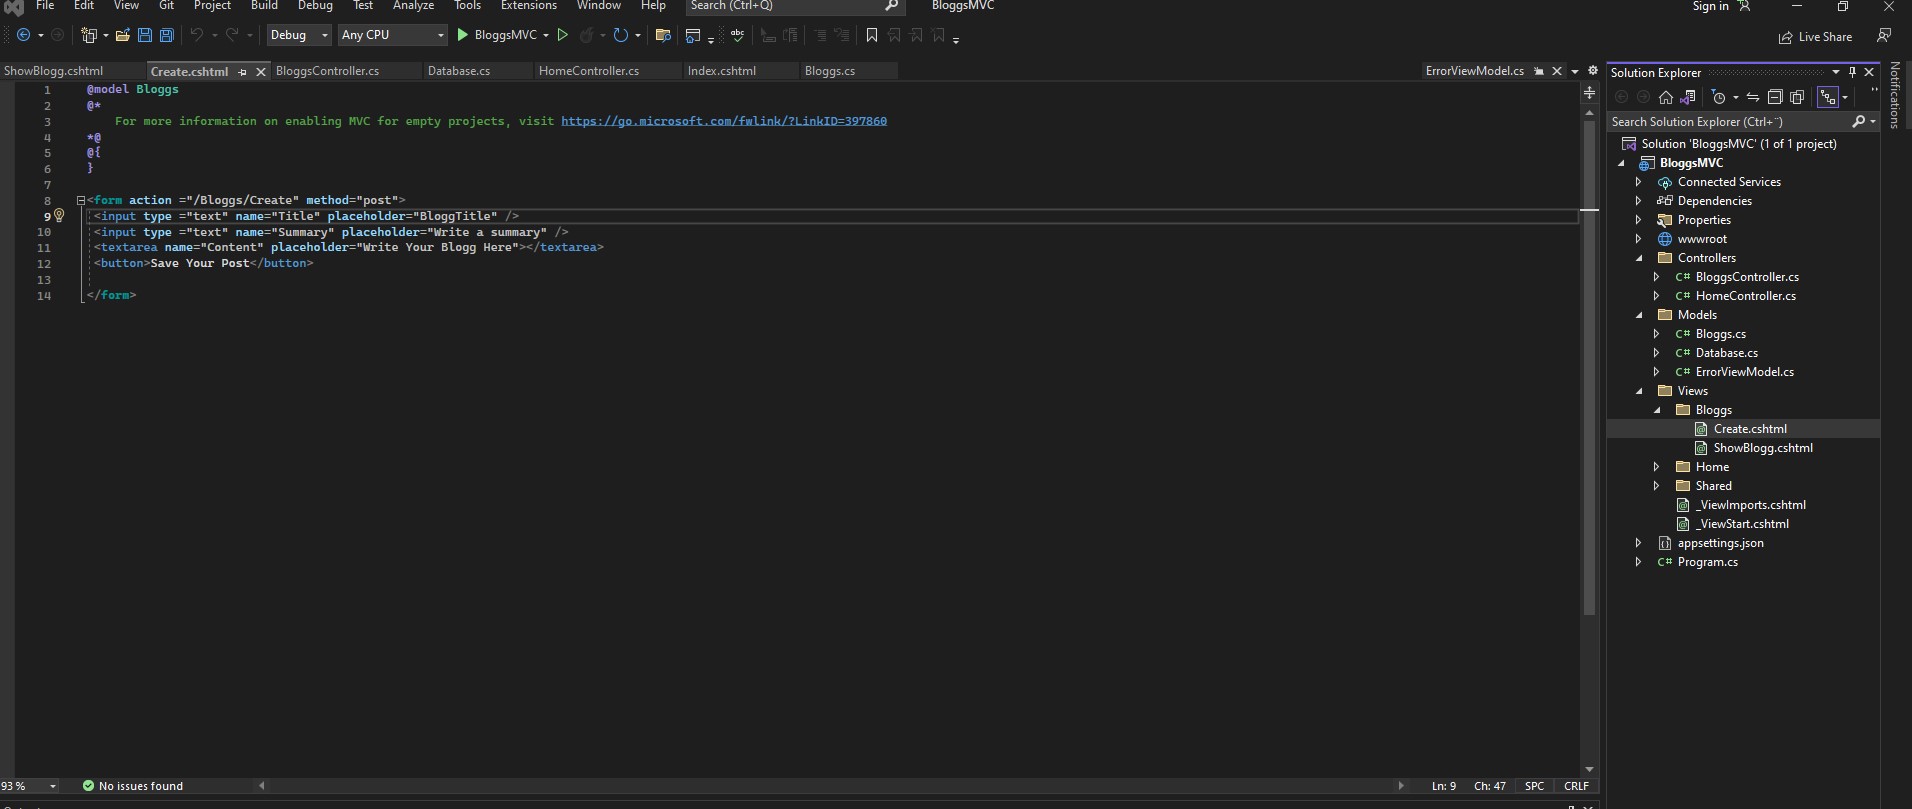 File Edit View Git Project Build Debug Test Analyze Tools Extensions Window Help Search (Ctrl+Q) BloggsMVC Sign in
Debug Any CPU BloggsMVC abc Live Share
ShowBlogg.cshtml Create.cshtml BloggsController.cs Database.cs HomeController.cs Index.cshtml Bloggs.cs ErrorViewModel.cs
1 @model Bloggs
2 @*
3 For more information on enabling MVC for empty projects, visit https://go.microsoft.com/fwlink/?LinkID=397860
4 *@
5 @{
6 }
7
8 <form action ="/Bloggs/Create" method="post">
9 <input type ="text" name="Title" placeholder="BloggTitle" />
10 <input type ="text" name="Summary" placeholder="Write a summary" />
11 <textarea name="Content" placeholder="Write Your Blogg Here"></textarea>
12 <button>Save Your Post</button>
13
14 </form>
93 % No issues found Ln: 9 Ch: 47 SPC CRLF
Solution Explorer
Search Solution Explorer (Ctrl+¨)
Solution 'BloggsMVC' (1 of 1 project)
BloggsMVC
Connected Services
Dependencies
Properties
wwwroot
Controllers
C# BloggsController.cs
C# HomeController.cs
Models
C# Bloggs.cs
C# Database.cs
C# ErrorViewModel.cs
Views
Bloggs
Create.cshtml
ShowBlogg.cshtml
Home
Shared
_ViewImports.cshtml
_ViewStart.cshtml
appsettings.json
C# Program.cs
Notifications